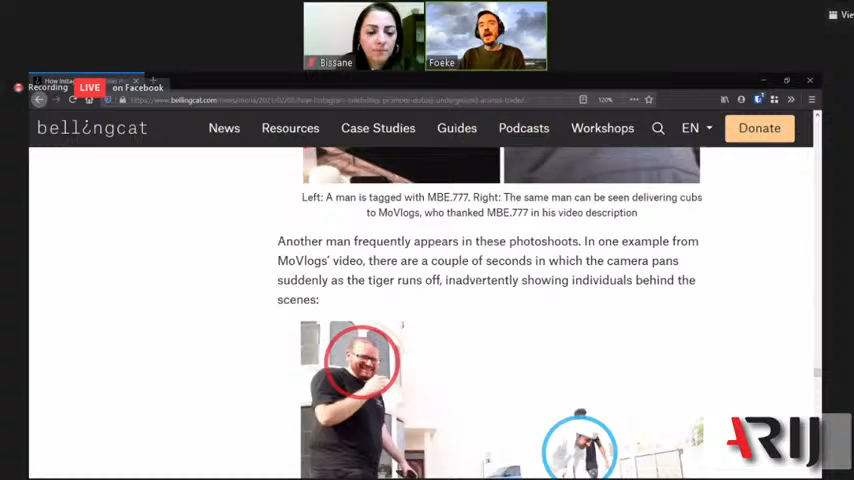 Vie
Bissane
Foeke
Recording
LIVE
on Facebook
120%
bellingcat
News
Resources
Case Studies
Guides
Podcasts
Workshops
EN
Donate
Left: A man is tagged with MBE.777. Right: The same man can be seen delivering cubs
to MoVlogs, who thanked MBE.777 in his video description
Another man frequently appears in these photoshoots. In one example from
MoVlogs' video, there are a couple of seconds in which the camera pans
suddenly as the tiger runs off, inadvertently showing individuals behind the
scenes:
ARIJ